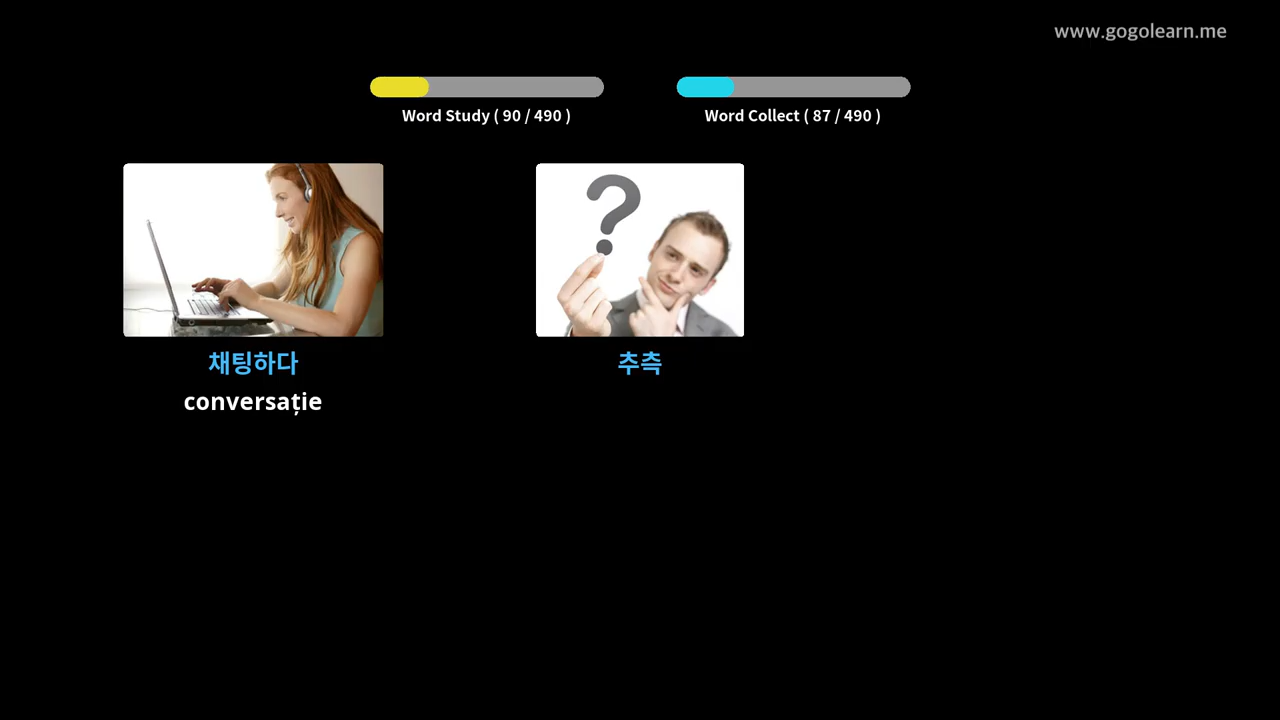 www.gogolearn.me
Word Study ( 90 / 490 )
Word Collect ( 87 / 490 )
?
채팅하다
추측
conversație